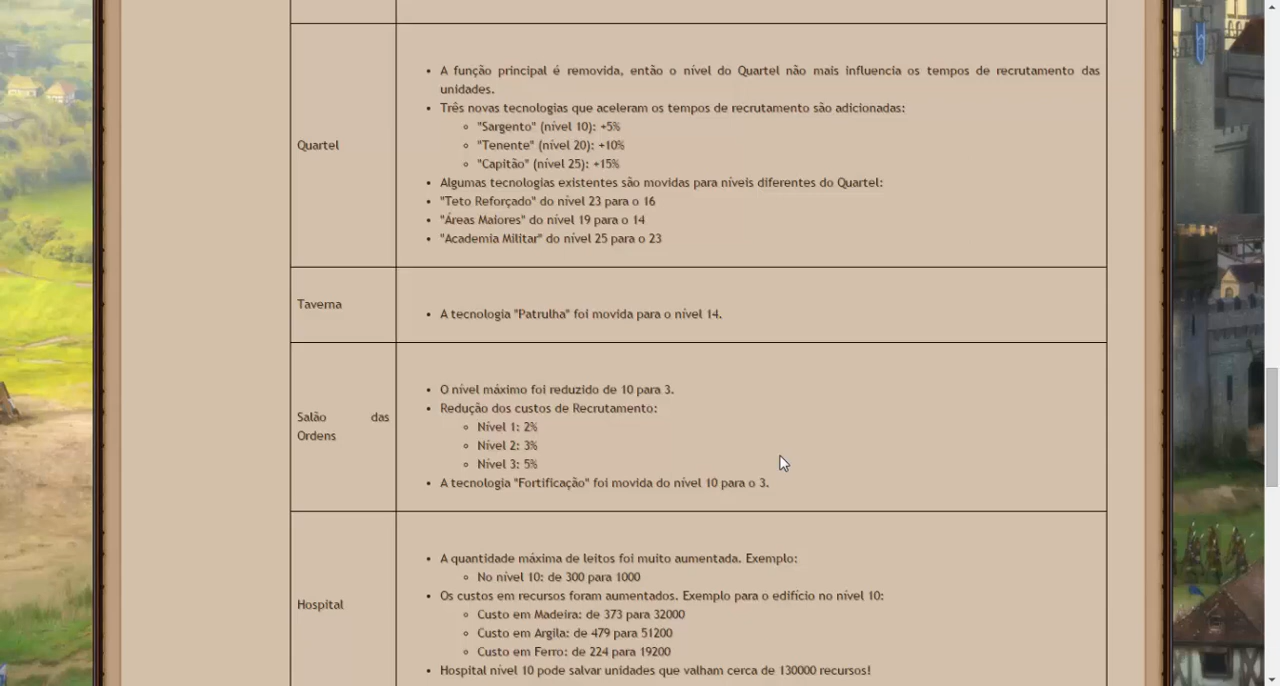 Quartel
A função principal é removida, então o nível do Quartel não mais influencia os tempos de recrutamento das
unidades.
Três novas tecnologias que aceleram os tempos de recrutamento são adicionadas:
"Sargento" (nível 10): +5%
"Tenente" (nível 20): +10%
"Capitão" (nível 25): +15%
Algumas tecnologias existentes são movidas para níveis diferentes do Quartel:
"Teto Reforçado" do nível 23 para o 16
"Áreas Maiores" do nível 19 para o 14
"Academia Militar" do nível 25 para o 23
Taverna
A tecnologia "Patrulha" foi movida para o nível 14.
Salão das
Ordens
O nível máximo foi reduzido de 10 para 3.
Redução dos custos de Recrutamento:
Nível 1: 2%
Nível 2: 3%
Nível 3: 5%
A tecnologia "Fortificação" foi movida do nível 10 para o 3.
Hospital
A quantidade máxima de leitos foi muito aumentada. Exemplo:
No nível 10: de 300 para 1000
Os custos em recursos foram aumentados. Exemplo para o edifício no nível 10:
Custo em Madeira: de 373 para 32000
Custo em Argila: de 479 para 51200
Custo em Ferro: de 224 para 19200
Hospital nível 10 pode salvar unidades que valham cerca de 130000 recursos!